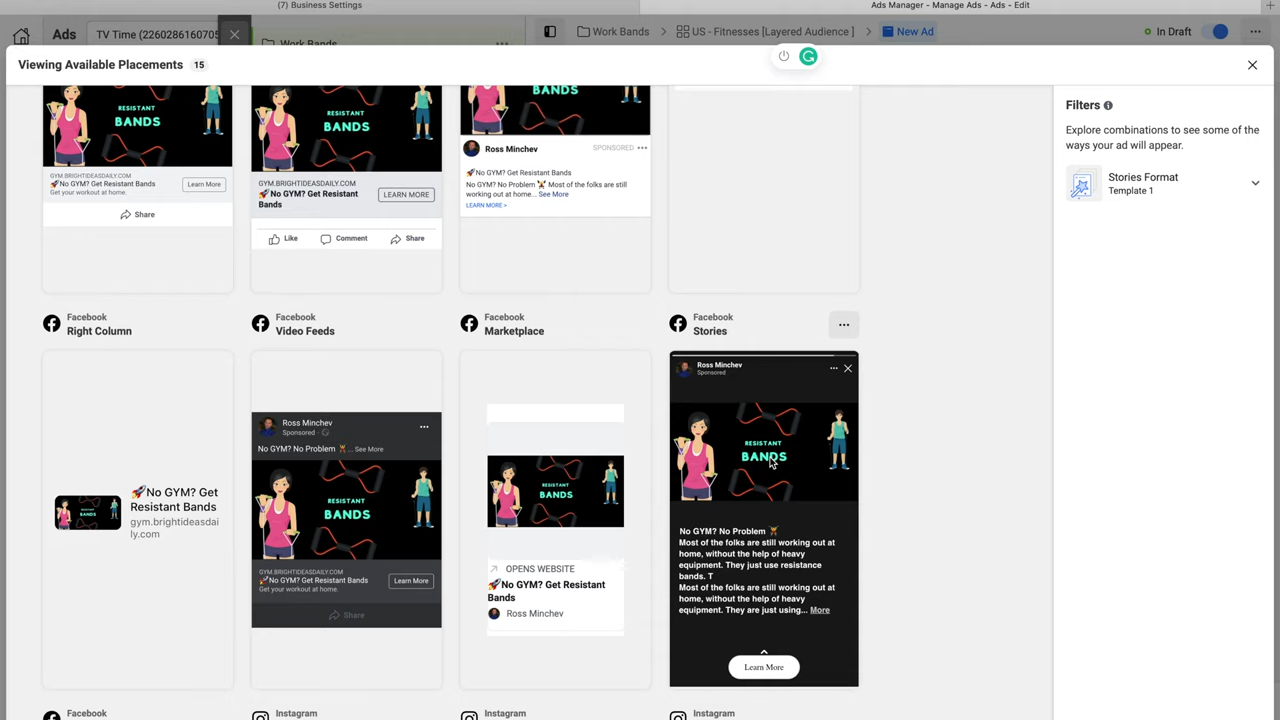 (7) Business Settings
Ads Manager - Manage Ads - Ads - Edit
Ads
TV Time (2260286160705
Work Bands
Work Bands
US - Fitnesses [Layered Audience ]
New Ad
In Draft
Viewing Available Placements 15
RESISTANT
BANDS
GYM.BRIGHTIDEASDAILY.COM
🚀No GYM? Get Resistant Bands
Get your workout at home.
Learn More
Share
RESISTANT
BANDS
GYM.BRIGHTIDEASDAILY.COM
🚀No GYM? Get Resistant
Bands
LEARN MORE
Like
Comment
Share
BANDS
Ross Minchev
SPONSORED
🚀No GYM? Get Resistant Bands
No GYM? No Problem 🏋 Most of the folks are still
working out at home... See More
LEARN MORE >
Filters
Explore combinations to see some of the
ways your ad will appear.
Stories Format
Template 1
Facebook
Right Column
Facebook
Video Feeds
Facebook
Marketplace
Facebook
Stories
🚀No GYM? Get
Resistant Bands
gym.brightideasdai
ly.com
Ross Minchev
Sponsored ·
No GYM? No Problem 🏋 ... See More
RESISTANT
BANDS
GYM.BRIGHTIDEASDAILY.COM
🚀No GYM? Get Resistant Bands
Get your workout at home.
Learn More
Share
RESISTANT
BANDS
OPENS WEBSITE
🚀No GYM? Get Resistant
Bands
Ross Minchev
Ross Minchev
Sponsored
RESISTANT
BANDS
No GYM? No Problem 🏋
Most of the folks are still working out at
home, without the help of heavy
equipment. They just use resistance
bands. T
Most of the folks are still working out at
home, without the help of heavy
equipment. They are just using... More
Learn More
Facebook
Instagram
Instagram
Instagram